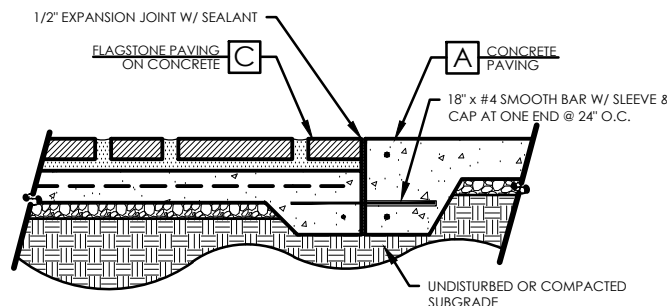 1/2" EXPANSION JOINT W/ SEALANT
FLAGSTONE PAVING
ON CONCRETE
C
A
CONCRETE
PAVING
18" x #4 SMOOTH BAR W/ SLEEVE &
CAP AT ONE END @ 24" O.C.
UNDISTURBED OR COMPACTED
SUBGRADE